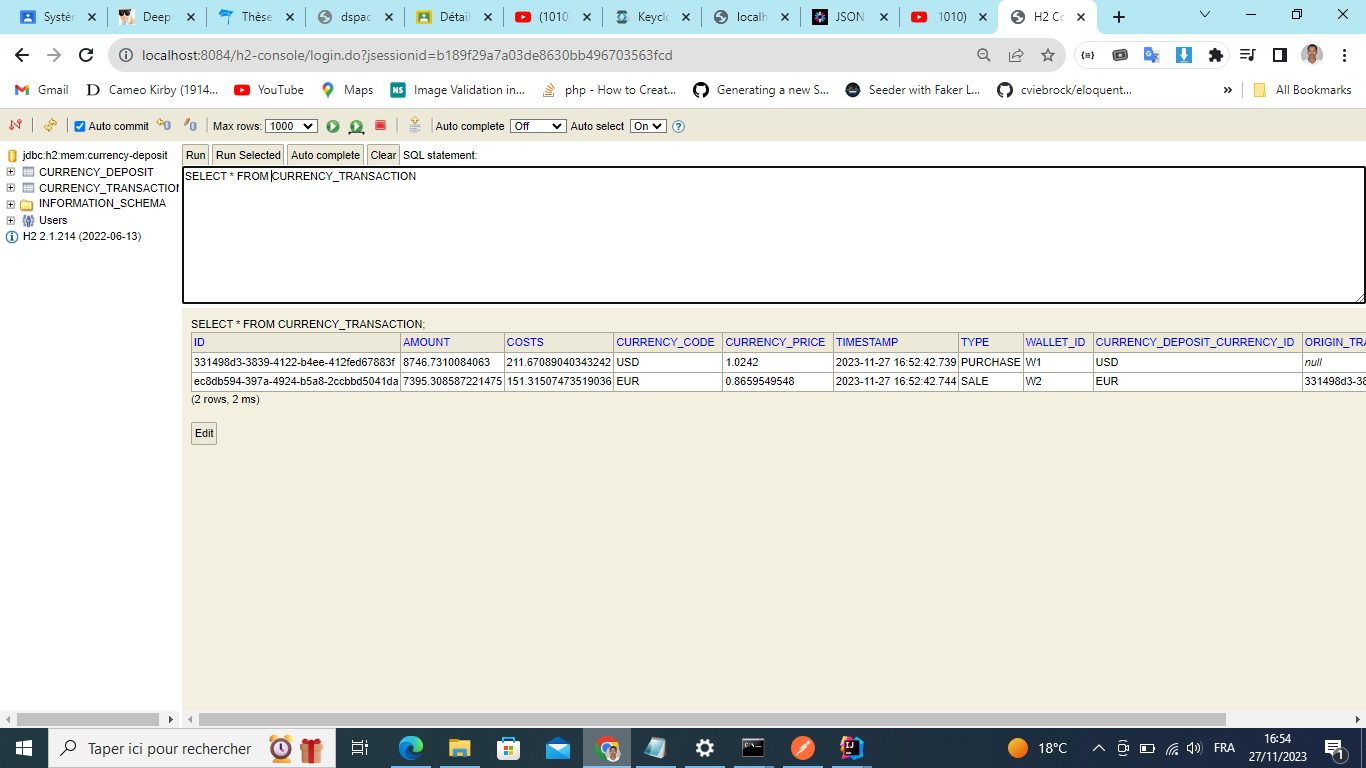 Systèr
Deep
Thèse
dspac
Détail
(1010
Keyclo
localh
JSON
1010)
H2 Co
localhost:8084/h2-console/login.do?jsessionid=b189f29a7a03de8630bb496703563fcd
Gmail
Cameo Kirby (1914...
YouTube
Maps
Image Validation in...
php - How to Creat...
Generating a new S...
Seeder with Faker L...
cviebrock/eloquent...
»
All Bookmarks
Auto commit
Max rows: 1000
Auto complete Off
Auto select On
jdbc:h2:mem:currency-deposit
CURRENCY_DEPOSIT
CURRENCY_TRANSACTION
INFORMATION_SCHEMA
Users
H2 2.1.214 (2022-06-13)
Run Run Selected Auto complete Clear SQL statement:
SELECT * FROM CURRENCY_TRANSACTION
SELECT * FROM CURRENCY_TRANSACTION;
ID AMOUNT COSTS CURRENCY_CODE CURRENCY_PRICE TIMESTAMP TYPE WALLET_ID CURRENCY_DEPOSIT_CURRENCY_ID ORIGIN_TRA
331498d3-3839-4122-b4ee-412fed67883f 8746.7310084063 211.67089040343242 USD 1.0242 2023-11-27 16:52:42.739 PURCHASE W1 USD null
ec8db594-397a-4924-b5a8-2ccbbd5041da 7395.308587221475 151.31507473519036 EUR 0.8659549548 2023-11-27 16:52:42.744 SALE W2 EUR 331498d3-38
(2 rows, 2 ms)
Edit
Taper ici pour rechercher
18°C
FRA
16:54
27/11/2023
1